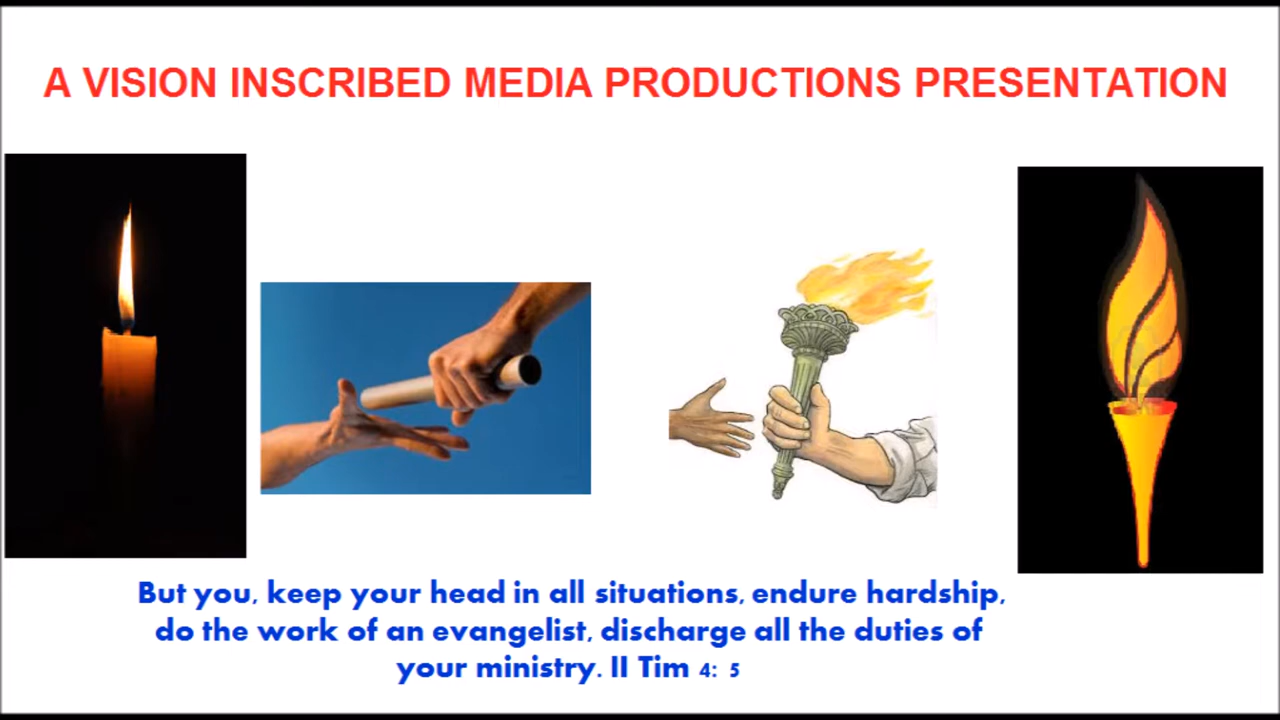 A VISION INSCRIBED MEDIA PRODUCTIONS PRESENTATION
But you, keep your head in all situations, endure hardship,
do the work of an evangelist, discharge all the duties of
your ministry. II Tim 4: 5